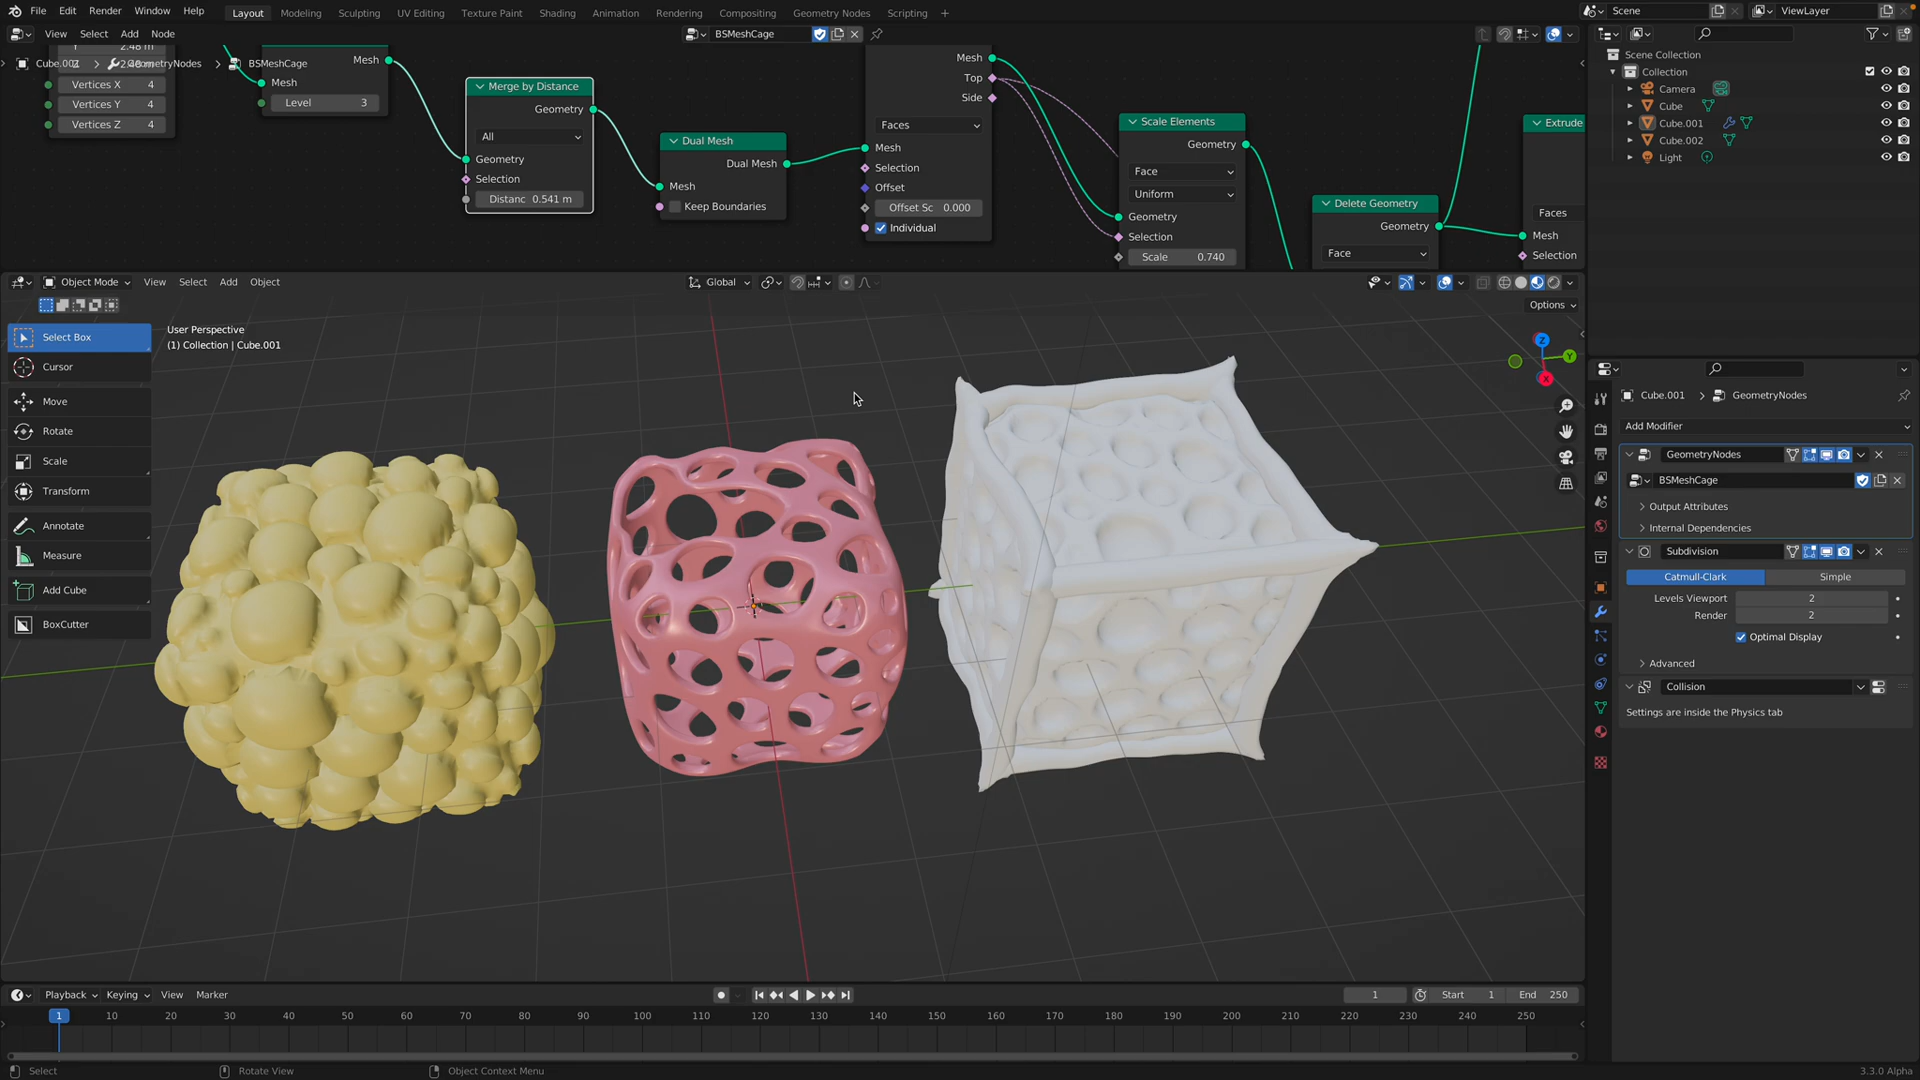 File Edit Render Window Help Layout Modeling Sculpting UV Editing Texture Paint Shading Animation Rendering Compositing Geometry Nodes Scripting + Scene ViewLayer
View Select Add Node BSMeshCage
Cube.001 > GeometryNodes > BSMeshCage
Vertices X 4
Vertices Y 4
Vertices Z 4
Mesh
Mesh
Level 3
Merge by Distance
Geometry
All
Geometry
Selection
Distanc 0.541 m
Dual Mesh
Dual Mesh
Mesh
Keep Boundaries
Mesh
Top
Side
Faces
Mesh
Selection
Offset
Offset Sc 0.000
Individual
Scale Elements
Geometry
Face
Uniform
Geometry
Selection
Scale 0.740
Delete Geometry
Geometry
Face
Extrude
Faces
Mesh
Selection
Scene Collection
Collection
Camera
Cube
Cube.001
Cube.002
Light
Object Mode View Select Add Object Global
Options
Select Box
Cursor
Move
Rotate
Scale
Transform
Annotate
Measure
Add Cube
BoxCutter
User Perspective
(1) Collection | Cube.001
Z
Y
X
Cube.001 > GeometryNodes
Add Modifier
GeometryNodes
BSMeshCage
Output Attributes
Internal Dependencies
Subdivision
Catmull-Clark Simple
Levels Viewport 2
Render 2
Optimal Display
Advanced
Collision
Settings are inside the Physics tab
Playback Keying View Marker 1 Start 1 End 250
1 10 20 30 40 50 60 70 80 90 100 110 120 130 140 150 160 170 180 190 200 210 220 230 240 250
Select Rotate View Object Context Menu 3.3.0 Alpha